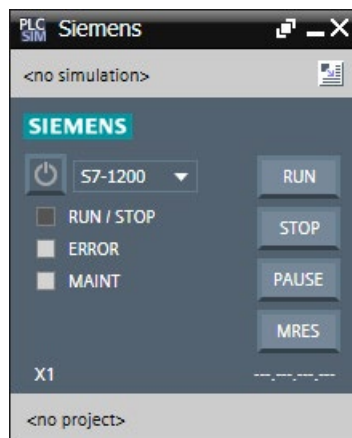 PLC SIM Siemens
<no simulation>
SIEMENS
S7-1200
RUN
RUN / STOP
STOP
ERROR
MAINT
PAUSE
MRES
X1 ---.---.---.---
<no project>